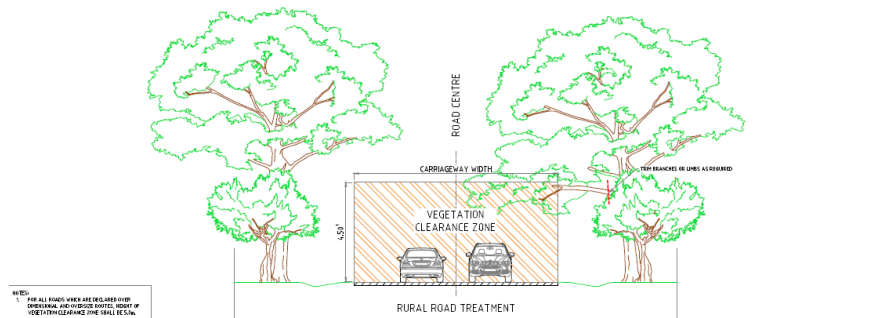 ROAD CENTRE
CARRIAGEWAY WIDTH
TRIM BRANCHES OR LIMBS AS REQUIRED
VEGETATION
CLEARANCE ZONE
4.50¹
RURAL ROAD TREATMENT
NOTES:
1. FOR ALL ROADS WHICH ARE DECLARED OVER
DIMENSIONAL AND OVERSIZE ROUTES, HEIGHT OF
VEGETATION CLEARANCE ZONE SHALL BE 5.0m.